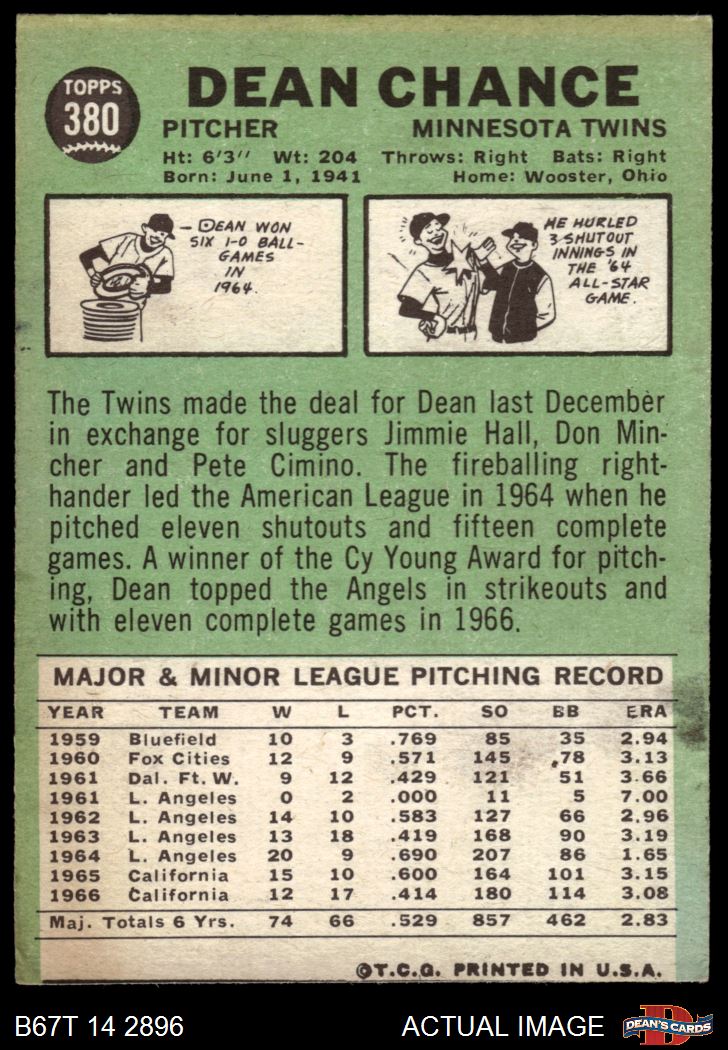 TOPPS
380
DEAN CHANCE
PITCHER MINNESOTA TWINS
Ht: 6'3" Wt: 204 Throws: Right Bats: Right
Born: June 1, 1941 Home: Wooster, Ohio
DEAN WON
SIX 1-0 BALL-
GAMES
IN
1964.
HE HURLED
3 SHUTOUT
INNINGS IN
THE '64
ALL-STAR
GAME.
The Twins made the deal for Dean last December
in exchange for sluggers Jimmie Hall, Don Min-
cher and Pete Cimino. The fireballing right-
hander led the American League in 1964 when he
pitched eleven shutouts and fifteen complete
games. A winner of the Cy Young Award for pitch-
ing, Dean topped the Angels in strikeouts and
with eleven complete games in 1966.
MAJOR & MINOR LEAGUE PITCHING RECORD
YEAR TEAM W L PCT. SO BB ERA
1959 Bluefield 10 3 .769 85 35 2.94
1960 Fox Cities 12 9 .571 145 78 3.13
1961 Dal. Ft. W. 9 12 .429 121 51 3.66
1961 L. Angeles 0 2 .000 11 5 7.00
1962 L. Angeles 14 10 .583 127 66 2.96
1963 L. Angeles 13 18 .419 168 90 3.19
1964 L. Angeles 20 9 .690 207 86 1.65
1965 California 15 10 .600 164 101 3.15
1966 California 12 17 .414 180 114 3.08
Maj. Totals 6 Yrs. 74 66 .529 857 462 2.83
©T.C.G. PRINTED IN U.S.A.
B67T 14 2896 ACTUAL IMAGE
D
DEAN'S CARDS